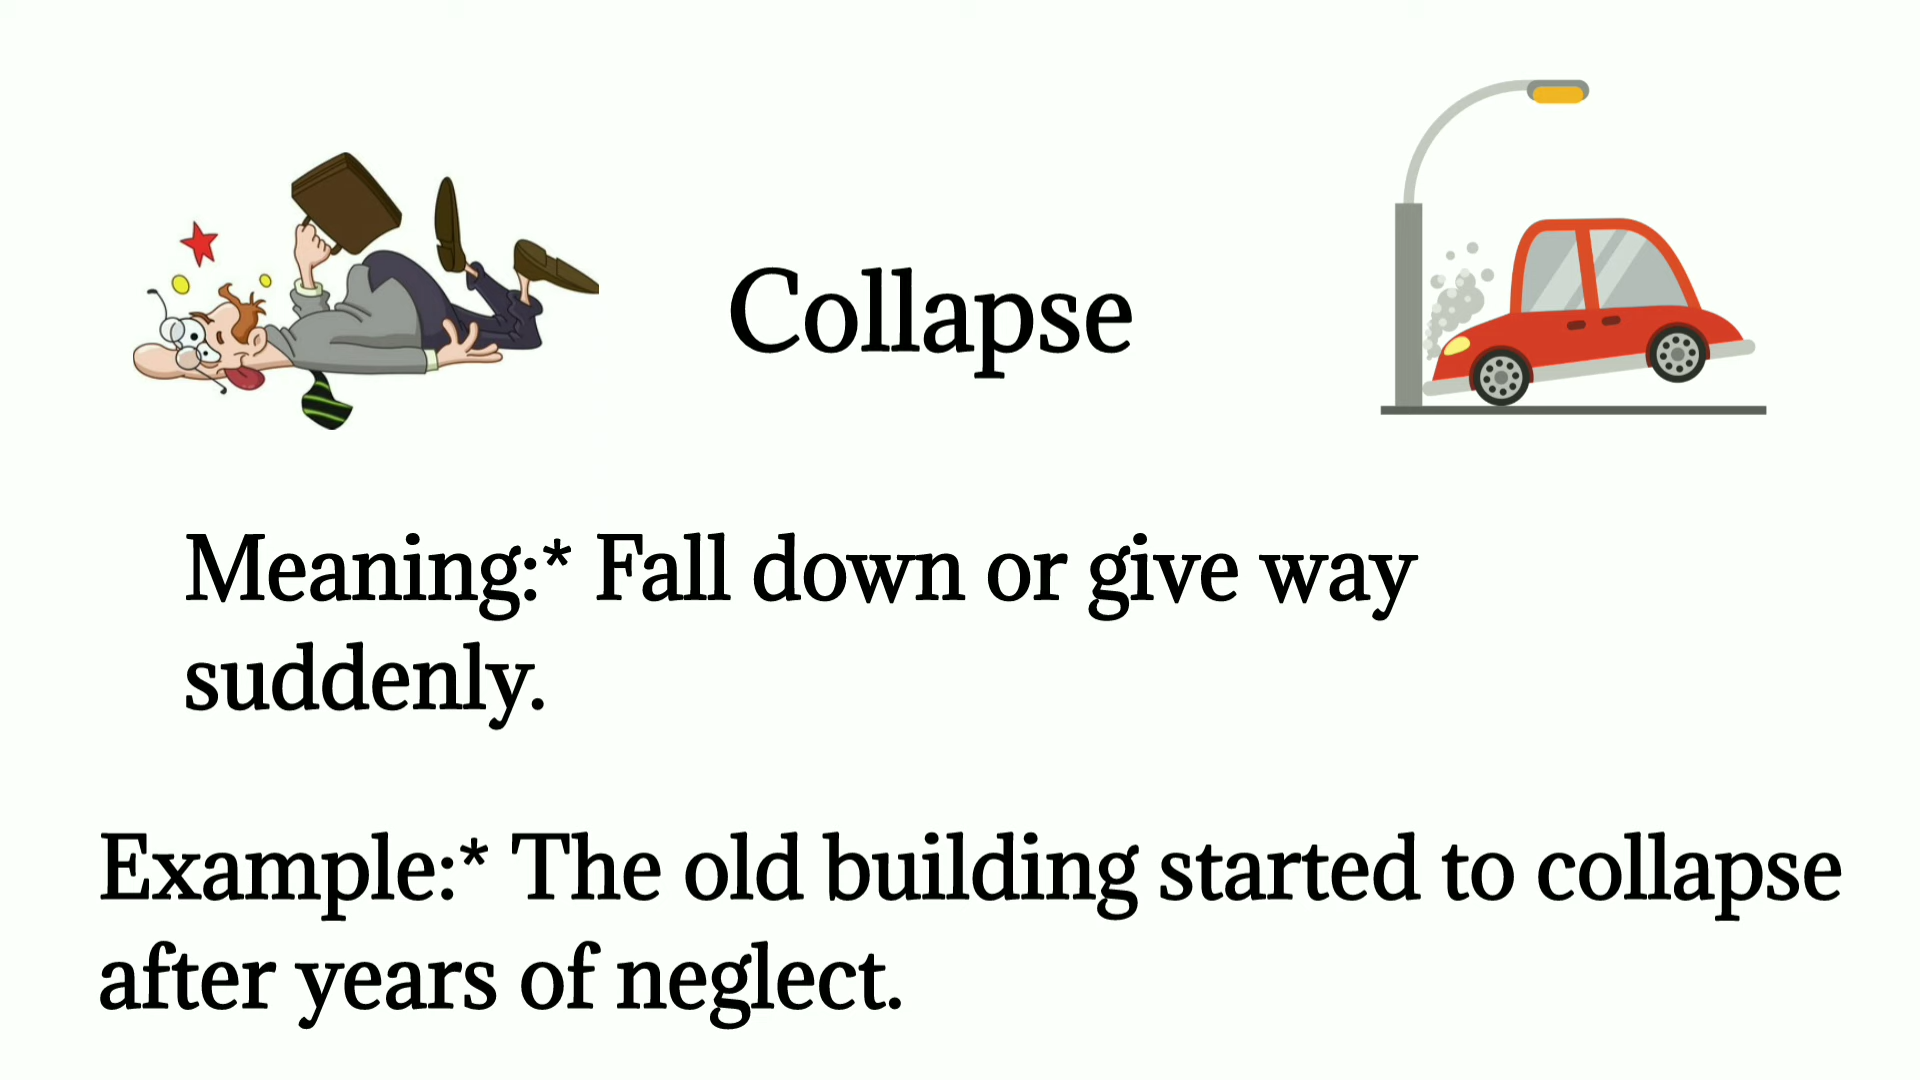 Collapse
Meaning:* Fall down or give way
suddenly.
Example:* The old building started to collapse
after years of neglect.